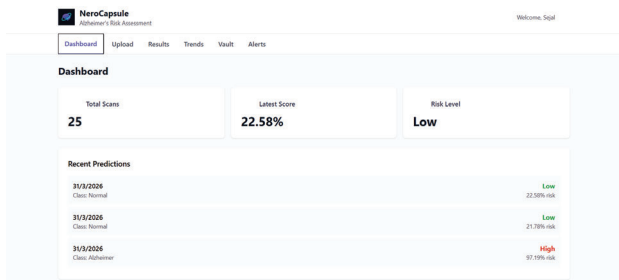 NeroCapsule
Alzheimer's Risk Assessment
Welcome, Sejal
Dashboard Upload Results Trends Vault Alerts
Dashboard
Total Scans Latest Score Risk Level
25 22.58% Low
Recent Predictions
31/3/2026 Low
Class: Normal 22.58% risk
31/3/2026 Low
Class: Normal 21.78% risk
31/3/2026 High
Class: Alzheimer 97.19% risk